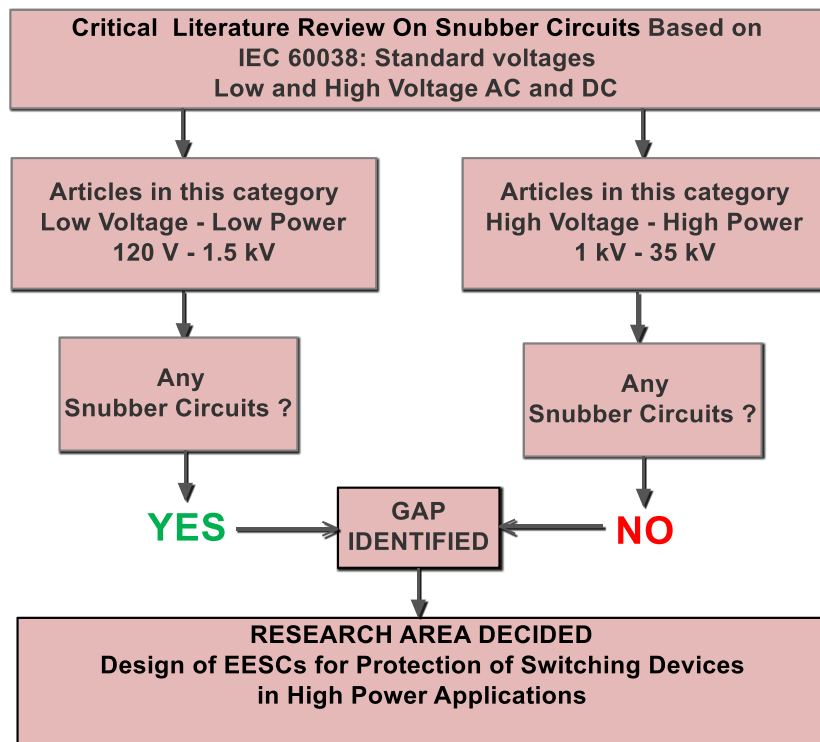 Critical Literature Review On Snubber Circuits Based on
IEC 60038: Standard voltages
Low and High Voltage AC and DC
Articles in this category
Low Voltage - Low Power
120 V - 1.5 kV
Articles in this category
High Voltage - High Power
1 kV - 35 kV
Any
Snubber Circuits ?
Any
Snubber Circuits ?
YES
GAP
IDENTIFIED
NO
RESEARCH AREA DECIDED
Design of EESCs for Protection of Switching Devices
in High Power Applications